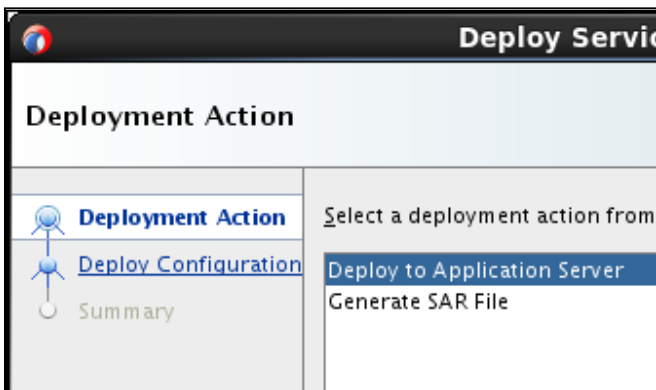 Deploy Servic
Deployment Action
Deployment Action
Select a deployment action from
Deploy Configuration
Deploy to Application Server
Generate SAR File
Summary